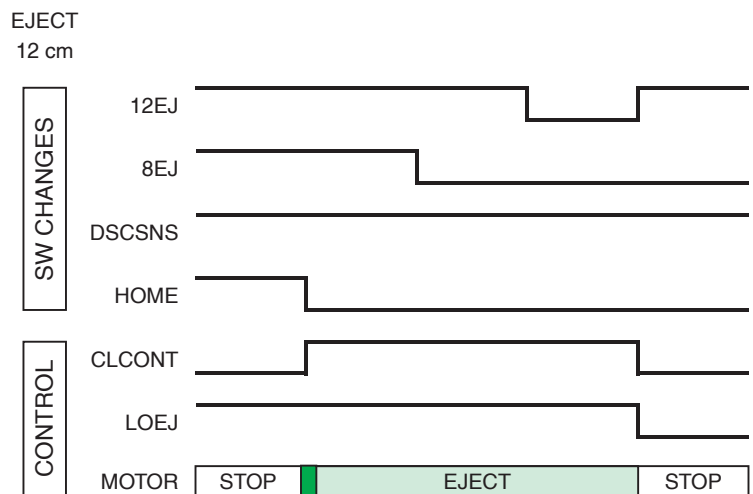 EJECT
12 cm
SW CHANGES
12EJ
8EJ
DSCSNS
HOME
CONTROL
CLCONT
LOEJ
MOTOR STOP EJECT STOP